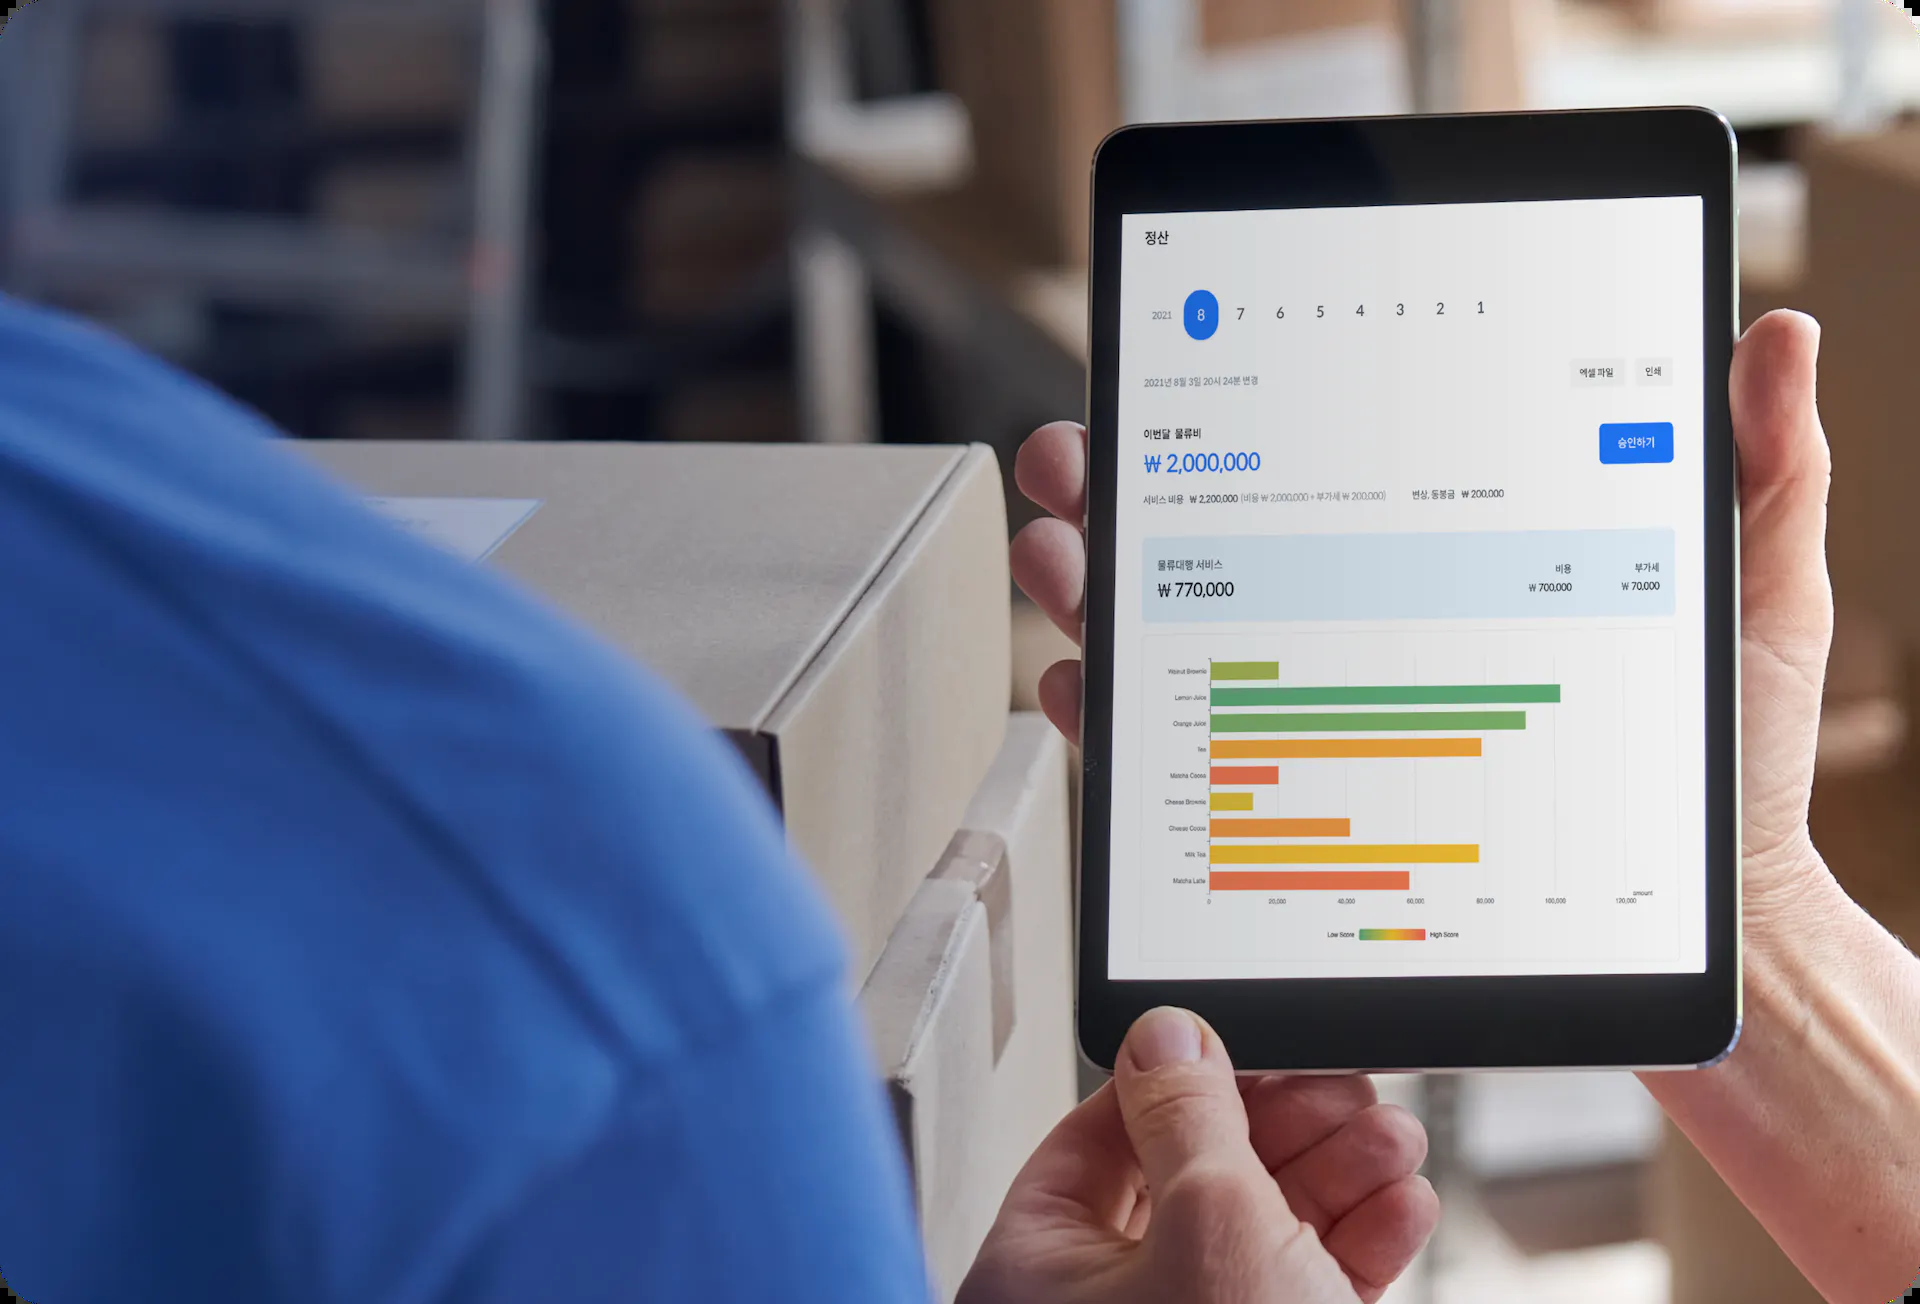 정산
2021 8 7 6 5 4 3 2 1
엑셀 파일 인쇄
2021년 8월 3일 20시 24분 변경
이번달 물류비
₩ 2,000,000
승인하기
서비스 비용 ₩ 2,200,000 (비용 ₩ 2,000,000 + 부가세 ₩ 200,000) 변상, 동봉금 ₩ 200,000
물류대행 서비스 비용 부가세
₩ 770,000 ₩ 700,000 ₩ 70,000
Walnut Brownie
Lemon Juice
Orange Juice
Tea
Matcha Cocoa
Cheese Brownie
Cheese Cocoa
Milk Tea
Matcha Latte
amount
0 20,000 40,000 60,000 80,000 100,000 120,000
Low Score High Score